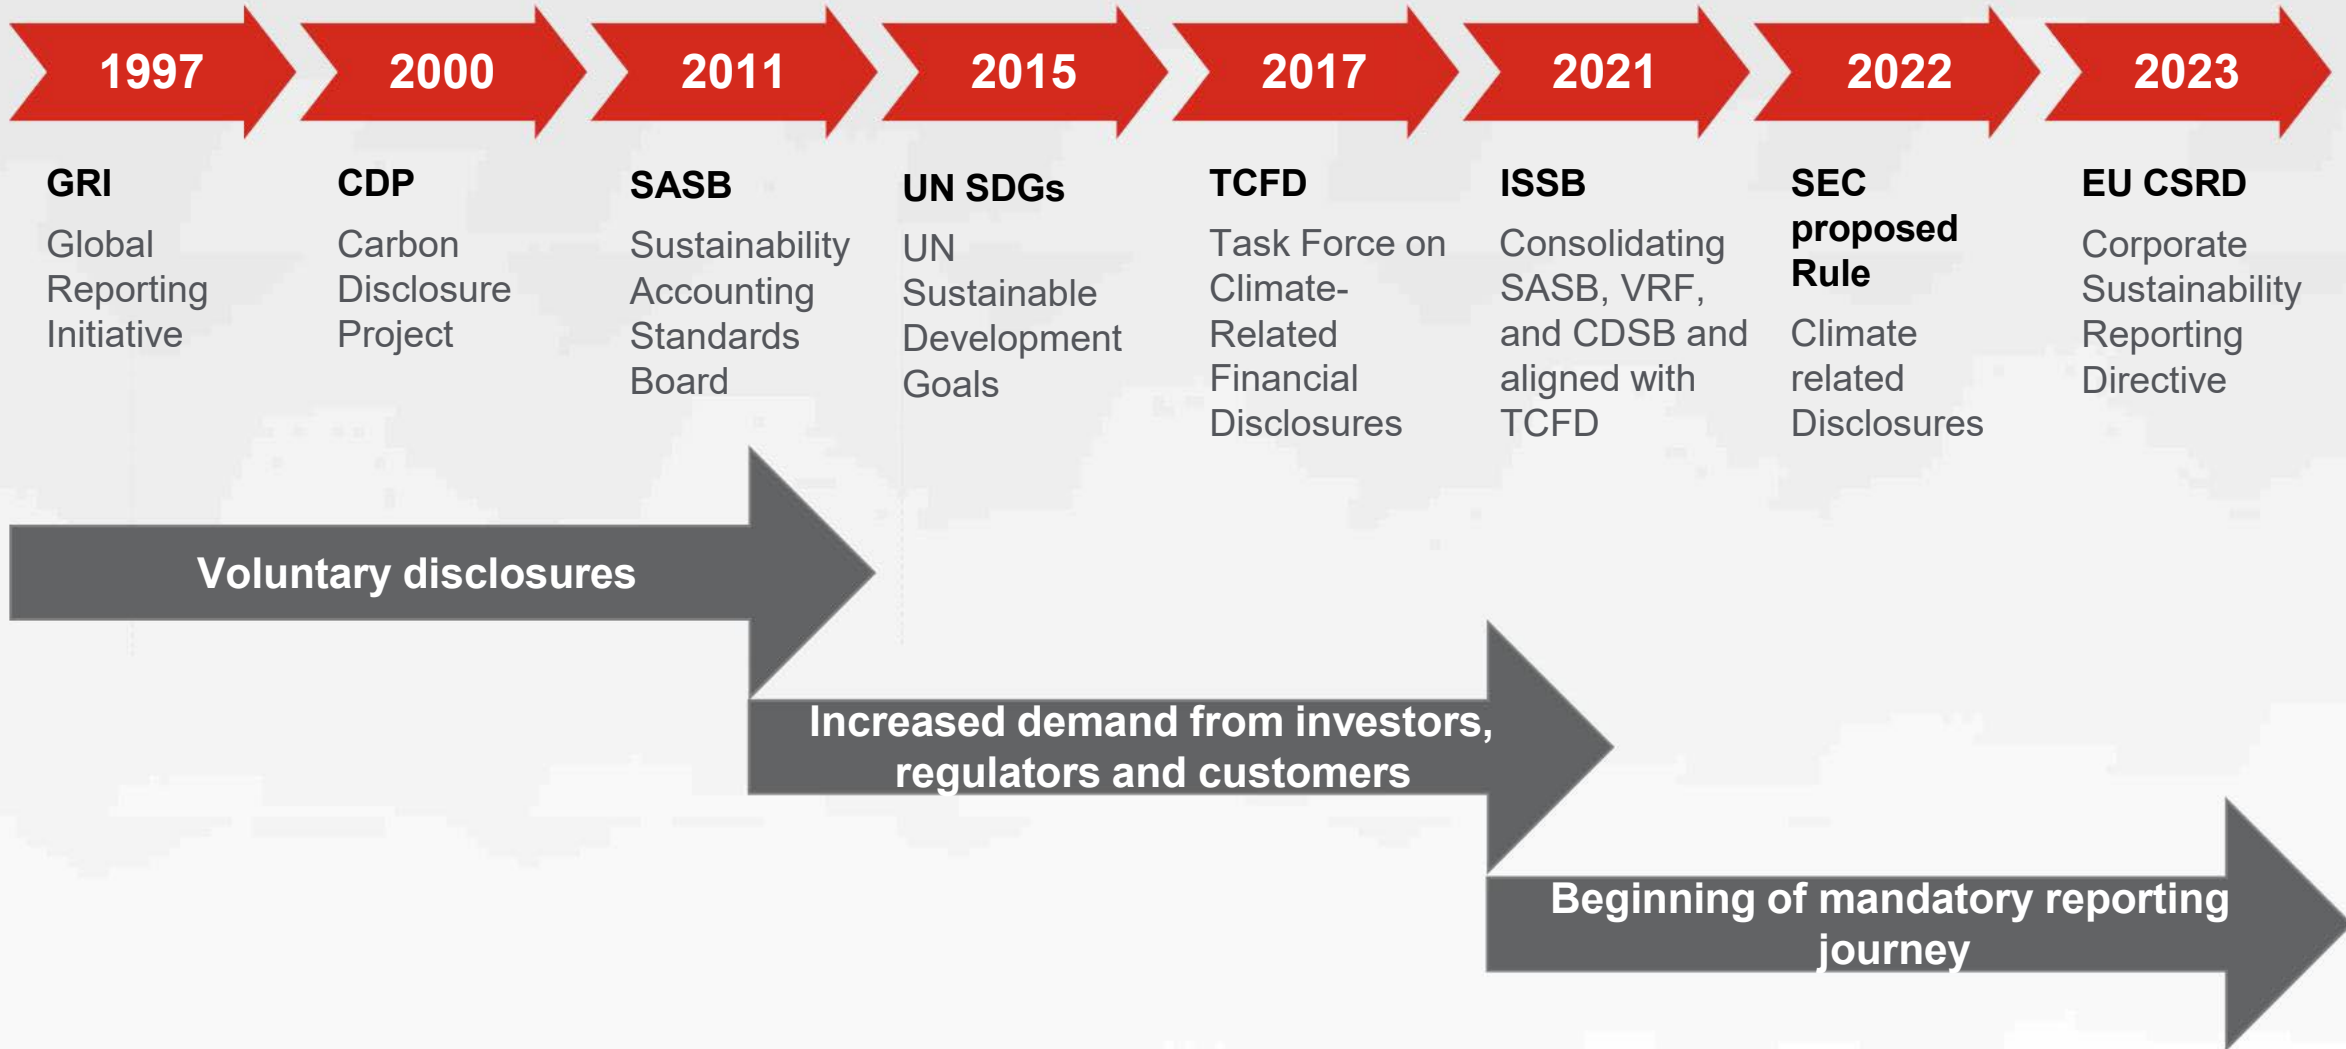 1997
2000
2011
2015
2017
2021
2022
2023
GRI
Global
Reporting
Initiative
CDP
Carbon
Disclosure
Project
SASB
Sustainability
Accounting
Standards
Board
UN SDGs
UN
Sustainable
Development
Goals
TCFD
Task Force on
Climate-
Related
Financial
Disclosures
ISSB
Consolidating
SASB, VRF,
and CDSB and
aligned with
TCFD
SEC
proposed
Rule
Climate
related
Disclosures
EU CSRD
Corporate
Sustainability
Reporting
Directive
Voluntary disclosures
Increased demand from investors,
regulators and customers
Beginning of mandatory reporting
journey